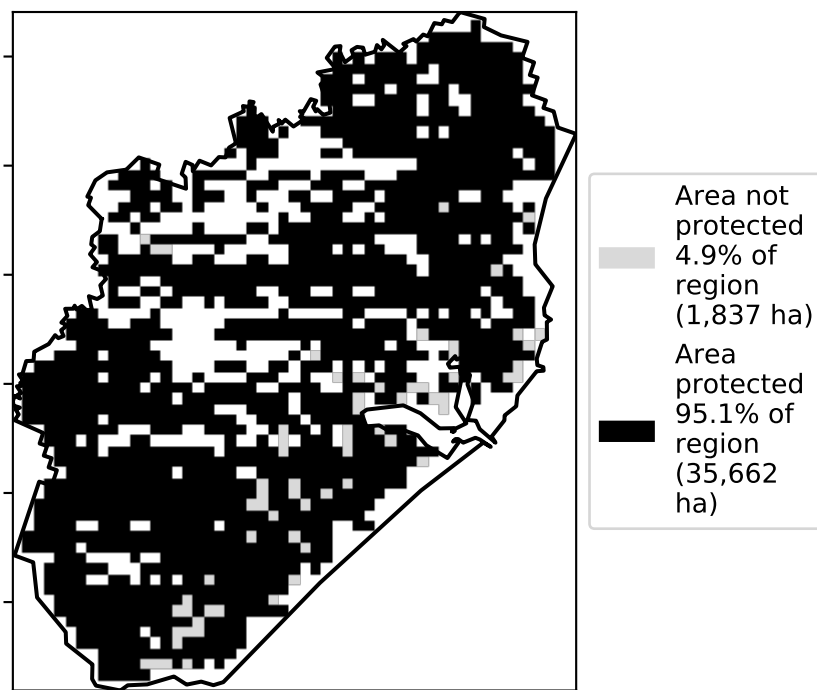 Area not
protected
4.9% of
region
(1,837 ha)
Area
protected
95.1% of
region
(35,662
ha)